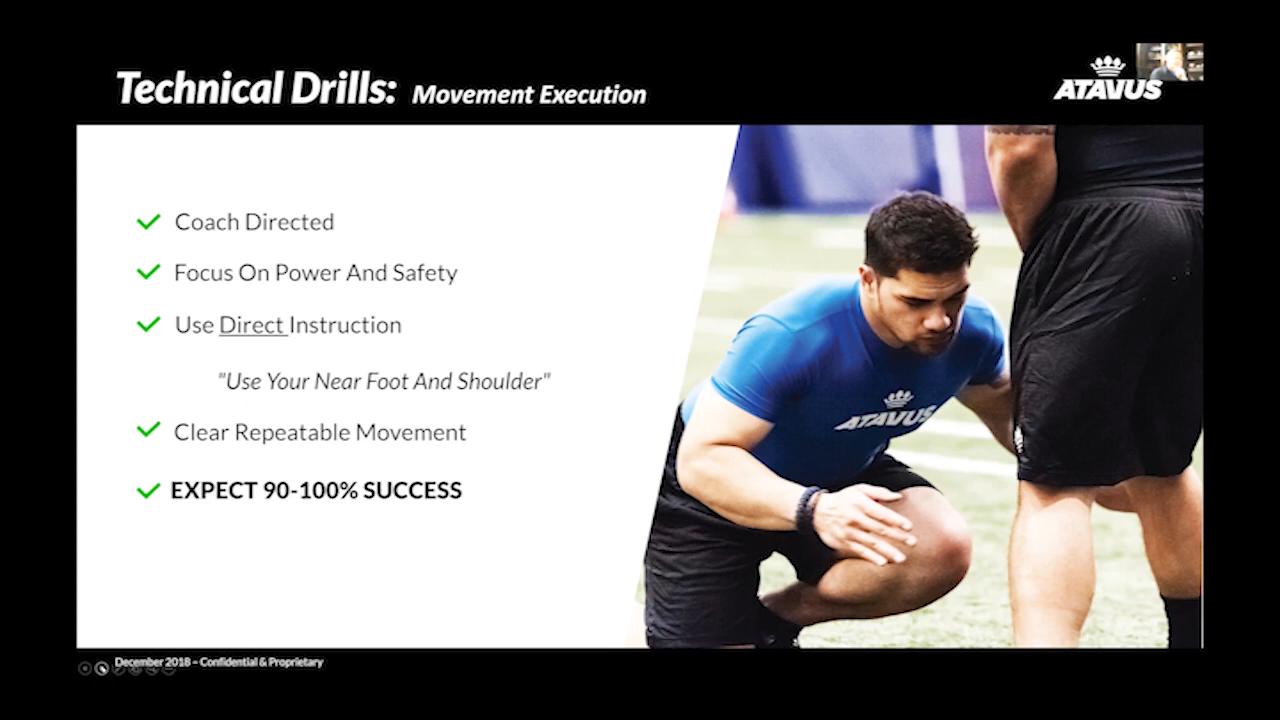 Technical Drills: Movement Execution
ATAVUS
Coach Directed
Focus On Power And Safety
Use Direct Instruction
"Use Your Near Foot And Shoulder"
Clear Repeatable Movement
EXPECT 90-100% SUCCESS
ATAVUS
December 2018 – Confidential & Proprietary